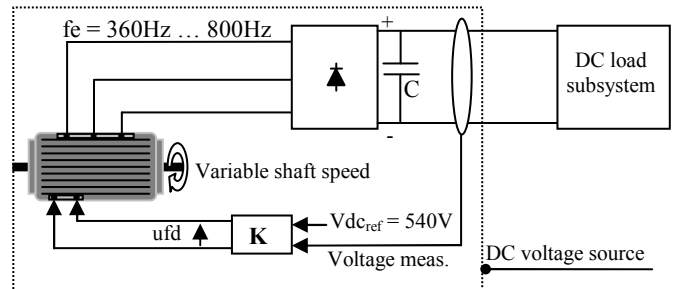 fe = 360Hz … 800Hz
+
C
-
DC load
subsystem
Variable shaft speed
ufd
K
Vdcref = 540V
Voltage meas.
DC voltage source